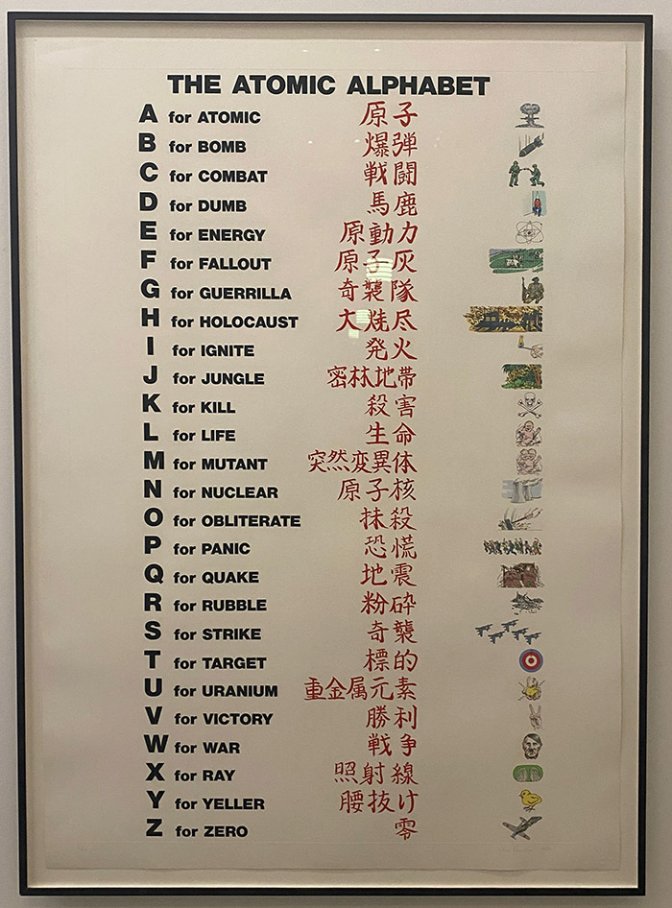 THE ATOMIC ALPHABET
A for ATOMIC 原子
B for BOMB 爆弾
C for COMBAT 戦闘
D for DUMB 馬鹿
E for ENERGY 原動力
F for FALLOUT 原子灰
G for GUERRILLA 奇襲隊
H for HOLOCAUST 大焼尽
I for IGNITE 発火
J for JUNGLE 密林地帯
K for KILL 殺害
L for LIFE 生命
M for MUTANT 突然変異体
N for NUCLEAR 原子核
O for OBLITERATE 抹殺
P for PANIC 恐慌
Q for QUAKE 地震
R for RUBBLE 粉砕
S for STRIKE 奇襲
T for TARGET 標的
U for URANIUM 重金属元素
V for VICTORY 勝利
W for WAR 戦争
X for RAY 照射線
Y for YELLER 腰抜け
Z for ZERO 零